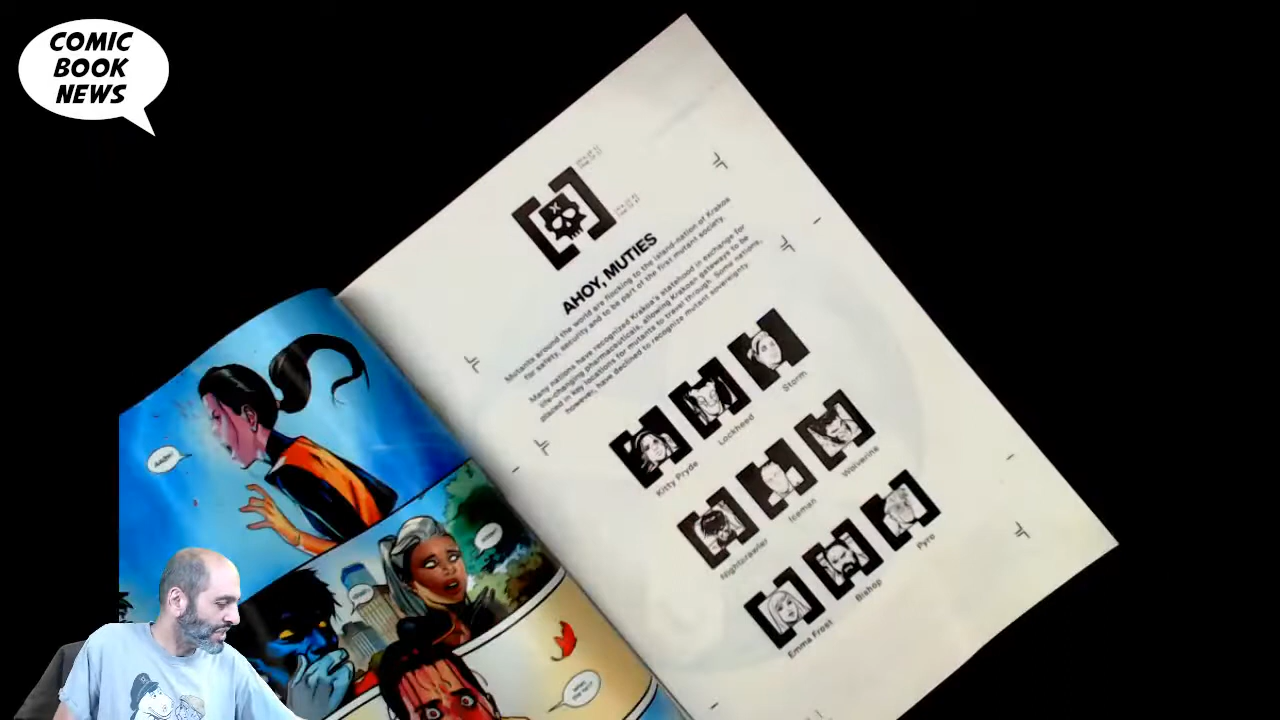 COMIC
BOOK
NEWS
AHOY, MUTIES
Mutants around the world are flocking to the island-nation of Krakoa
for safety, security and to be part of the first mutant society.
Many nations have recognized Krakoa's statehood in exchange for
life-changing pharmaceuticals, allowing Krakoan gateways to be
placed in key locations for mutants to travel through. Some nations,
however, have declined to recognize mutant sovereignty.
Kitty Pryde
Lockheed
Storm
Nightcrawler
Iceman
Wolverine
Emma Frost
Bishop
Pyro